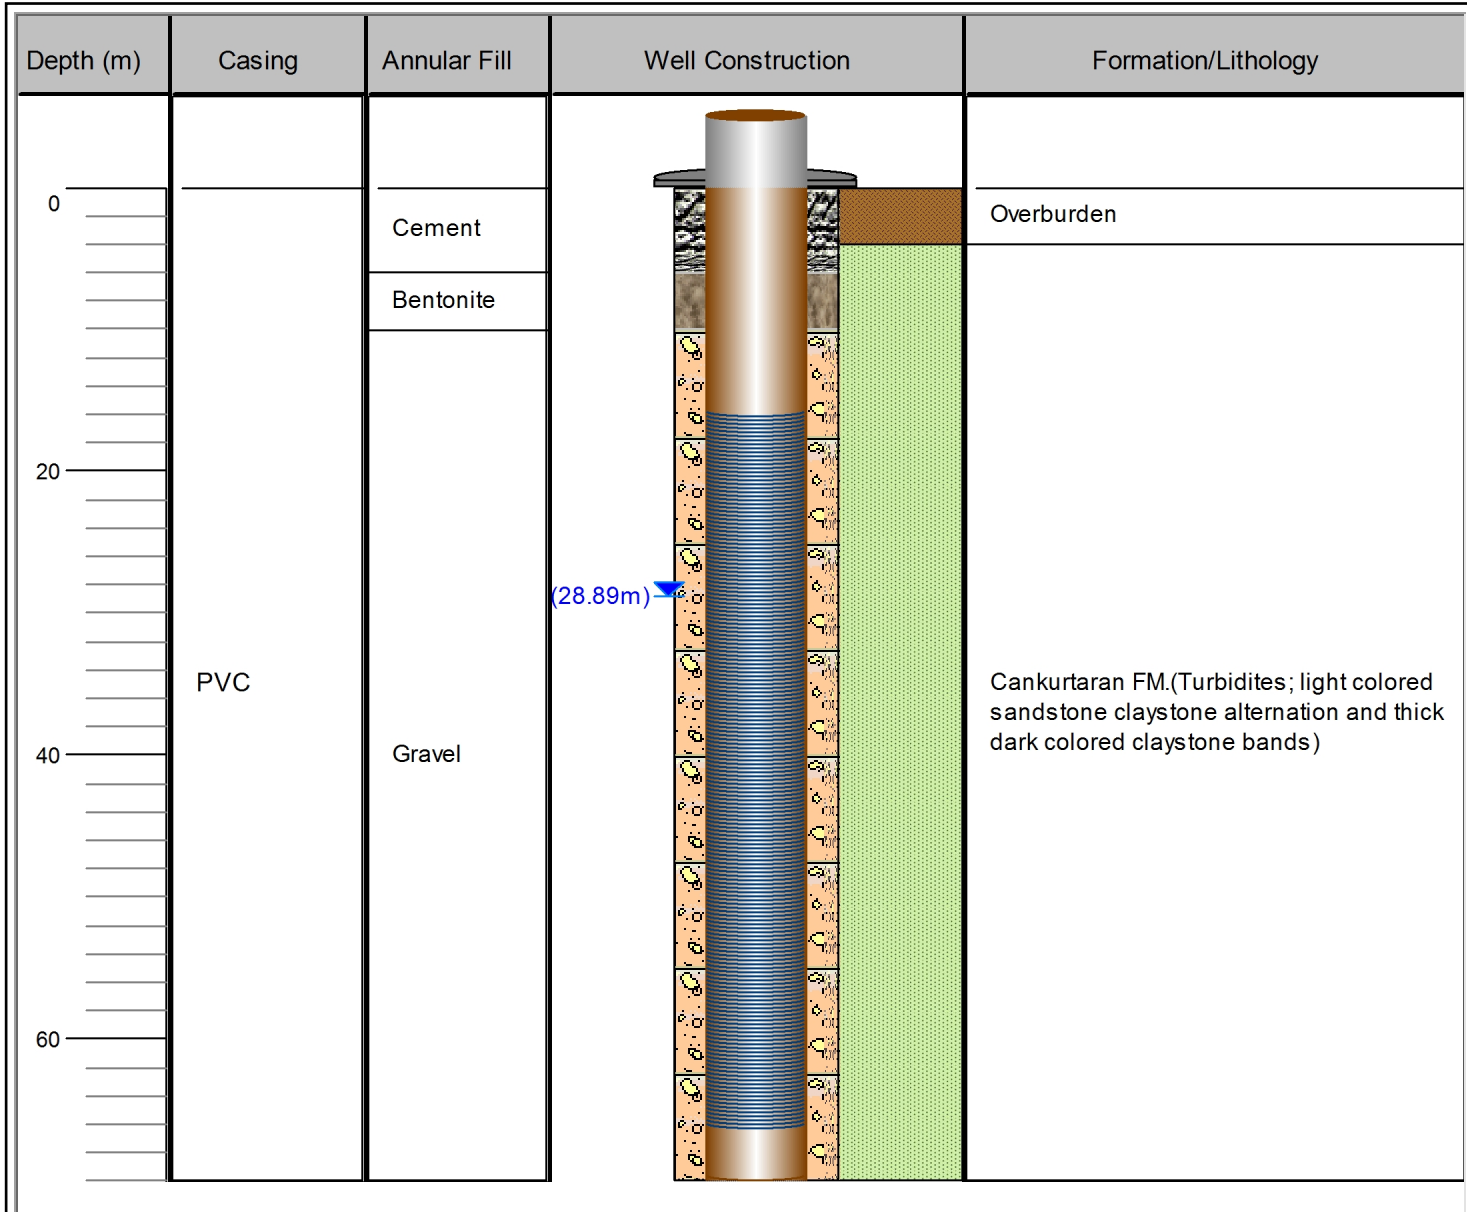 Depth (m) Casing Annular Fill Well Construction Formation/Lithology
0
Overburden
Cement
Bentonite
20
(28.89m)
PVC
Cankurtaran FM.(Turbidites; light colored
sandstone claystone alternation and thick
dark colored claystone bands)
40
Gravel
60